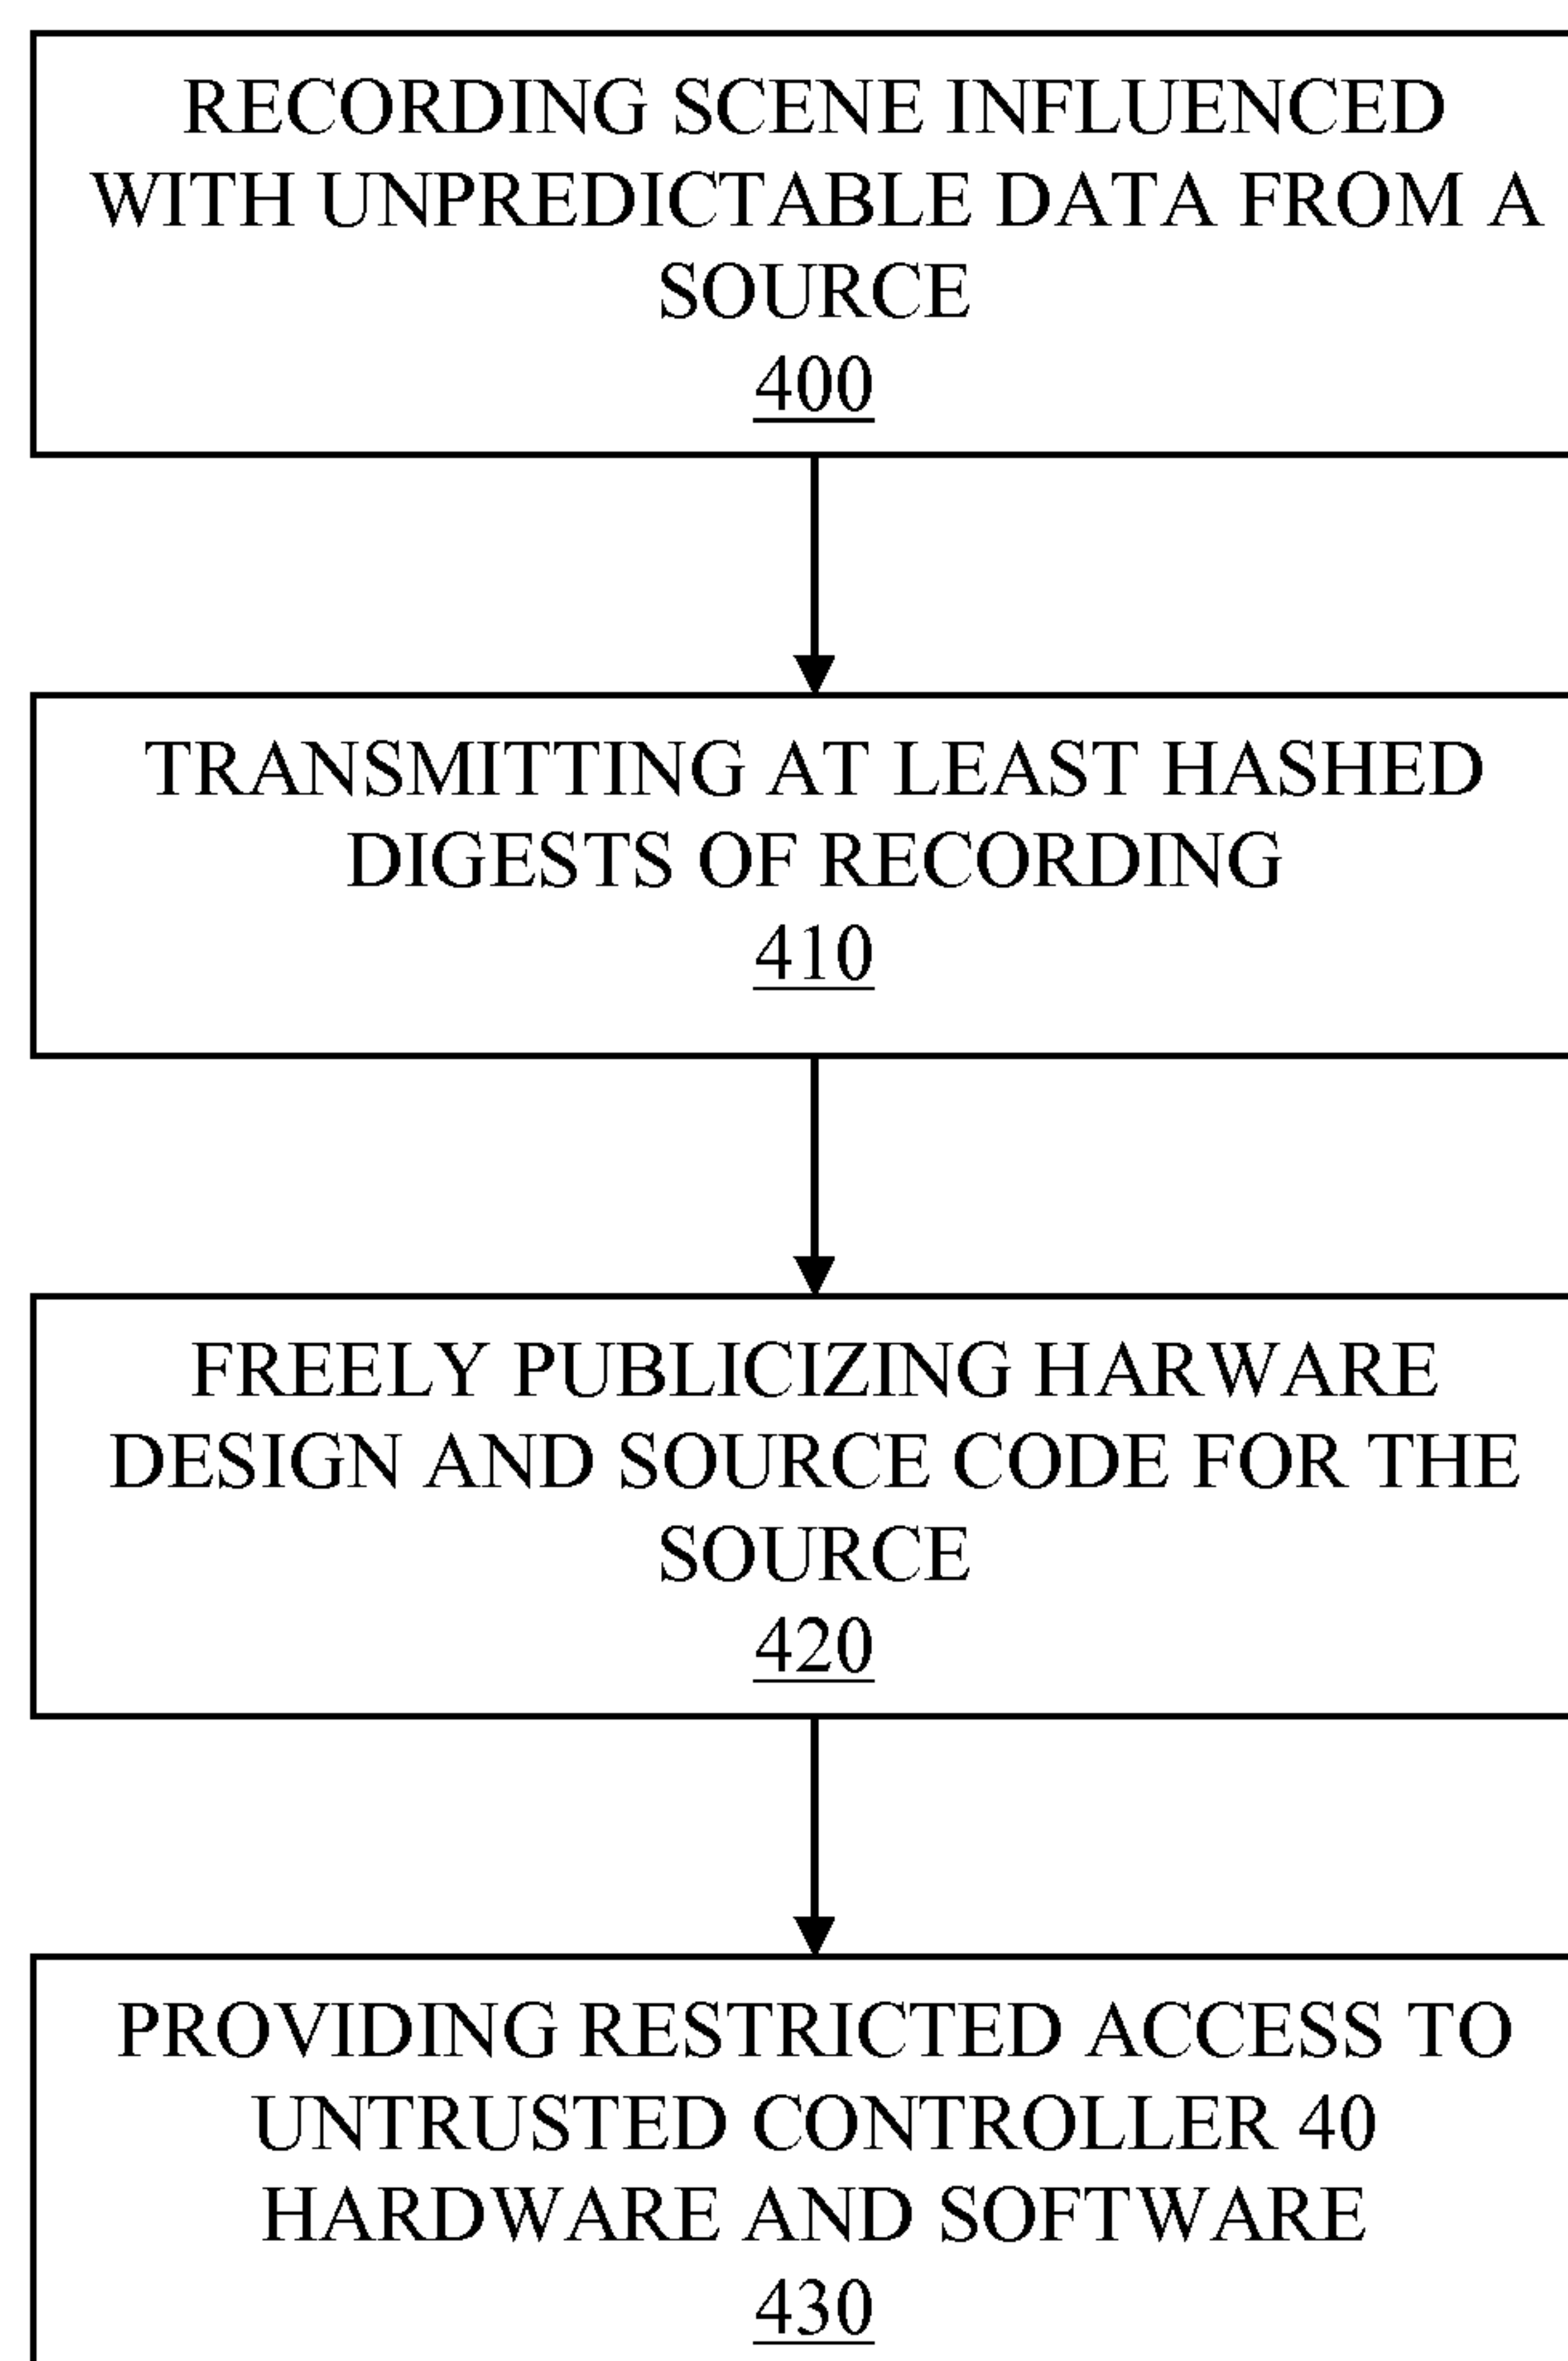 RECORDING SCENE INFLUENCED
WITH UNPREDICTABLE DATA FROM A
SOURCE
400
TRANSMITTING AT LEAST HASHED
DIGESTS OF RECORDING
410
FREELY PUBLICIZING HARWARE
DESIGN AND SOURCE CODE FOR THE
SOURCE
420
PROVIDING RESTRICTED ACCESS TO
UNTRUSTED CONTROLLER 40
HARDWARE AND SOFTWARE
430